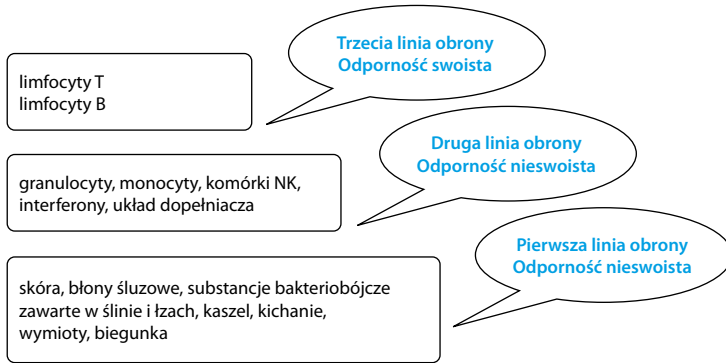 Trzecia linia obrony
Odporność swoista
limfocyty T
limfocyty B
Druga linia obrony
Odporność nieswoista
granulocyty, monocyty, komórki NK,
interferony, układ dopełniacza
Pierwsza linia obrony
Odporność nieswoista
skóra, błony śluzowe, substancje bakteriobójcze
zawarte w ślinie i łzach, kaszel, kichanie,
wymioty, biegunka